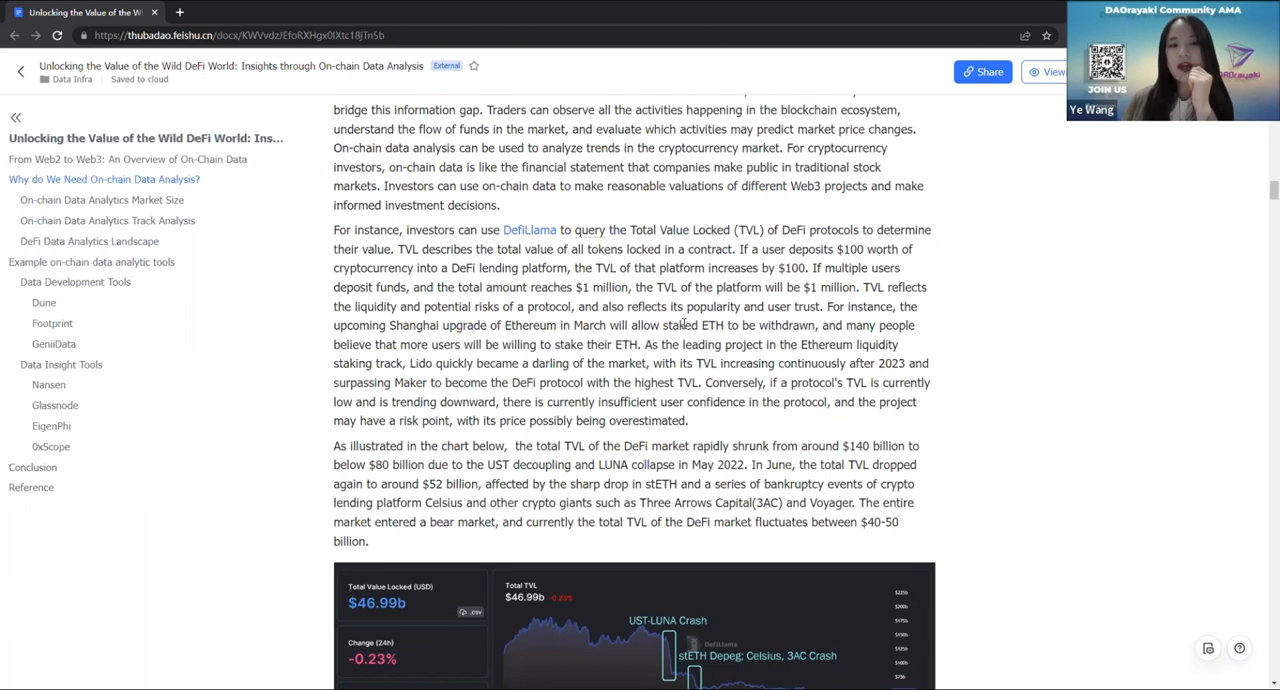 Unlocking the Value of the Wi
https://thubadao.feishu.cn/docx/KWVvdzJEfoRXHgx0lXtc18jTn5b
DAOrayaki Community AMA
JOIN US
DAOrayaki
Ye Wang
Unlocking the Value of the Wild DeFi World: Insights through On-chain Data Analysis
External
Data Infra
Saved to cloud
Share
View
Unlocking the Value of the Wild DeFi World: Ins...
From Web2 to Web3: An Overview of On-Chain Data
Why do We Need On-chain Data Analysis?
On-chain Data Analytics Market Size
On-chain Data Analytics Track Analysis
DeFi Data Analytics Landscape
Example on-chain data analytic tools
Data Development Tools
Dune
Footprint
GeniiData
Data Insight Tools
Nansen
Glassnode
EigenPhi
0xScope
Conclusion
Reference
bridge this information gap. Traders can observe all the activities happening in the blockchain ecosystem,
understand the flow of funds in the market, and evaluate which activities may predict market price changes.
On-chain data analysis can be used to analyze trends in the cryptocurrency market. For cryptocurrency
investors, on-chain data is like the financial statement that companies make public in traditional stock
markets. Investors can use on-chain data to make reasonable valuations of different Web3 projects and make
informed investment decisions.
For instance, investors can use DefiLlama to query the Total Value Locked (TVL) of DeFi protocols to determine
their value. TVL describes the total value of all tokens locked in a contract. If a user deposits $100 worth of
cryptocurrency into a DeFi lending platform, the TVL of that platform increases by $100. If multiple users
deposit funds, and the total amount reaches $1 million, the TVL of the platform will be $1 million. TVL reflects
the liquidity and potential risks of a protocol, and also reflects its popularity and user trust. For instance, the
upcoming Shanghai upgrade of Ethereum in March will allow staked ETH to be withdrawn, and many people
believe that more users will be willing to stake their ETH. As the leading project in the Ethereum liquidity
staking track, Lido quickly became a darling of the market, with its TVL increasing continuously after 2023 and
surpassing Maker to become the DeFi protocol with the highest TVL. Conversely, if a protocol's TVL is currently
low and is trending downward, there is currently insufficient user confidence in the protocol, and the project
may have a risk point, with its price possibly being overestimated.
As illustrated in the chart below, the total TVL of the DeFi market rapidly shrunk from around $140 billion to
below $80 billion due to the UST decoupling and LUNA collapse in May 2022. In June, the total TVL dropped
again to around $52 billion, affected by the sharp drop in stETH and a series of bankruptcy events of crypto
lending platform Celsius and other crypto giants such as Three Arrows Capital(3AC) and Voyager. The entire
market entered a bear market, and currently the total TVL of the DeFi market fluctuates between $40-50
billion.
Total Value Locked (USD)
$46.99b
.csv
Change (24h)
-0.23%
Total TVL
$46.99b -0.23%
UST-LUNA Crash
DefiLlama
stETH Depeg; Celsius, 3AC Crash